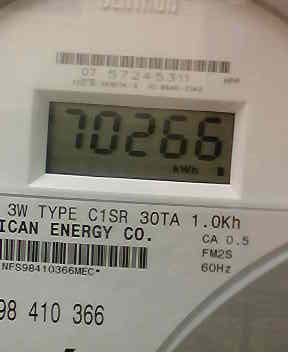 CENTRON
07 57245311
70266
kWh
3W TYPE C1SR 30TA 1.0Kh
ICAN ENERGY CO.
CA 0.5
FM2S
60Hz
NFS98410366MEC*
98 410 366